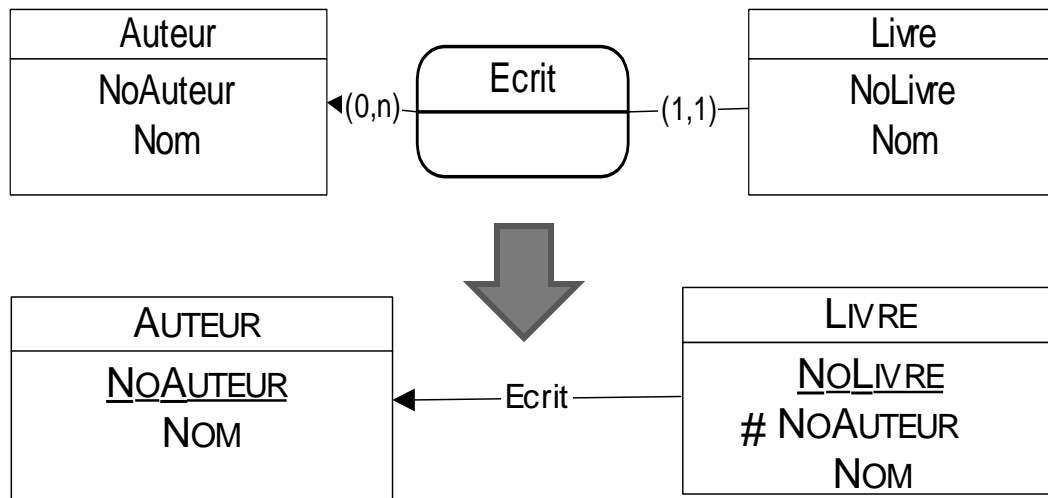 Auteur
NoAuteur
Nom
(0,n)
Ecrit
(1,1)
Livre
NoLivre
Nom
AUTEUR
NOAUTEUR
NOM
Ecrit
LIVRE
NOLIVRE
# NOAUTEUR
NOM